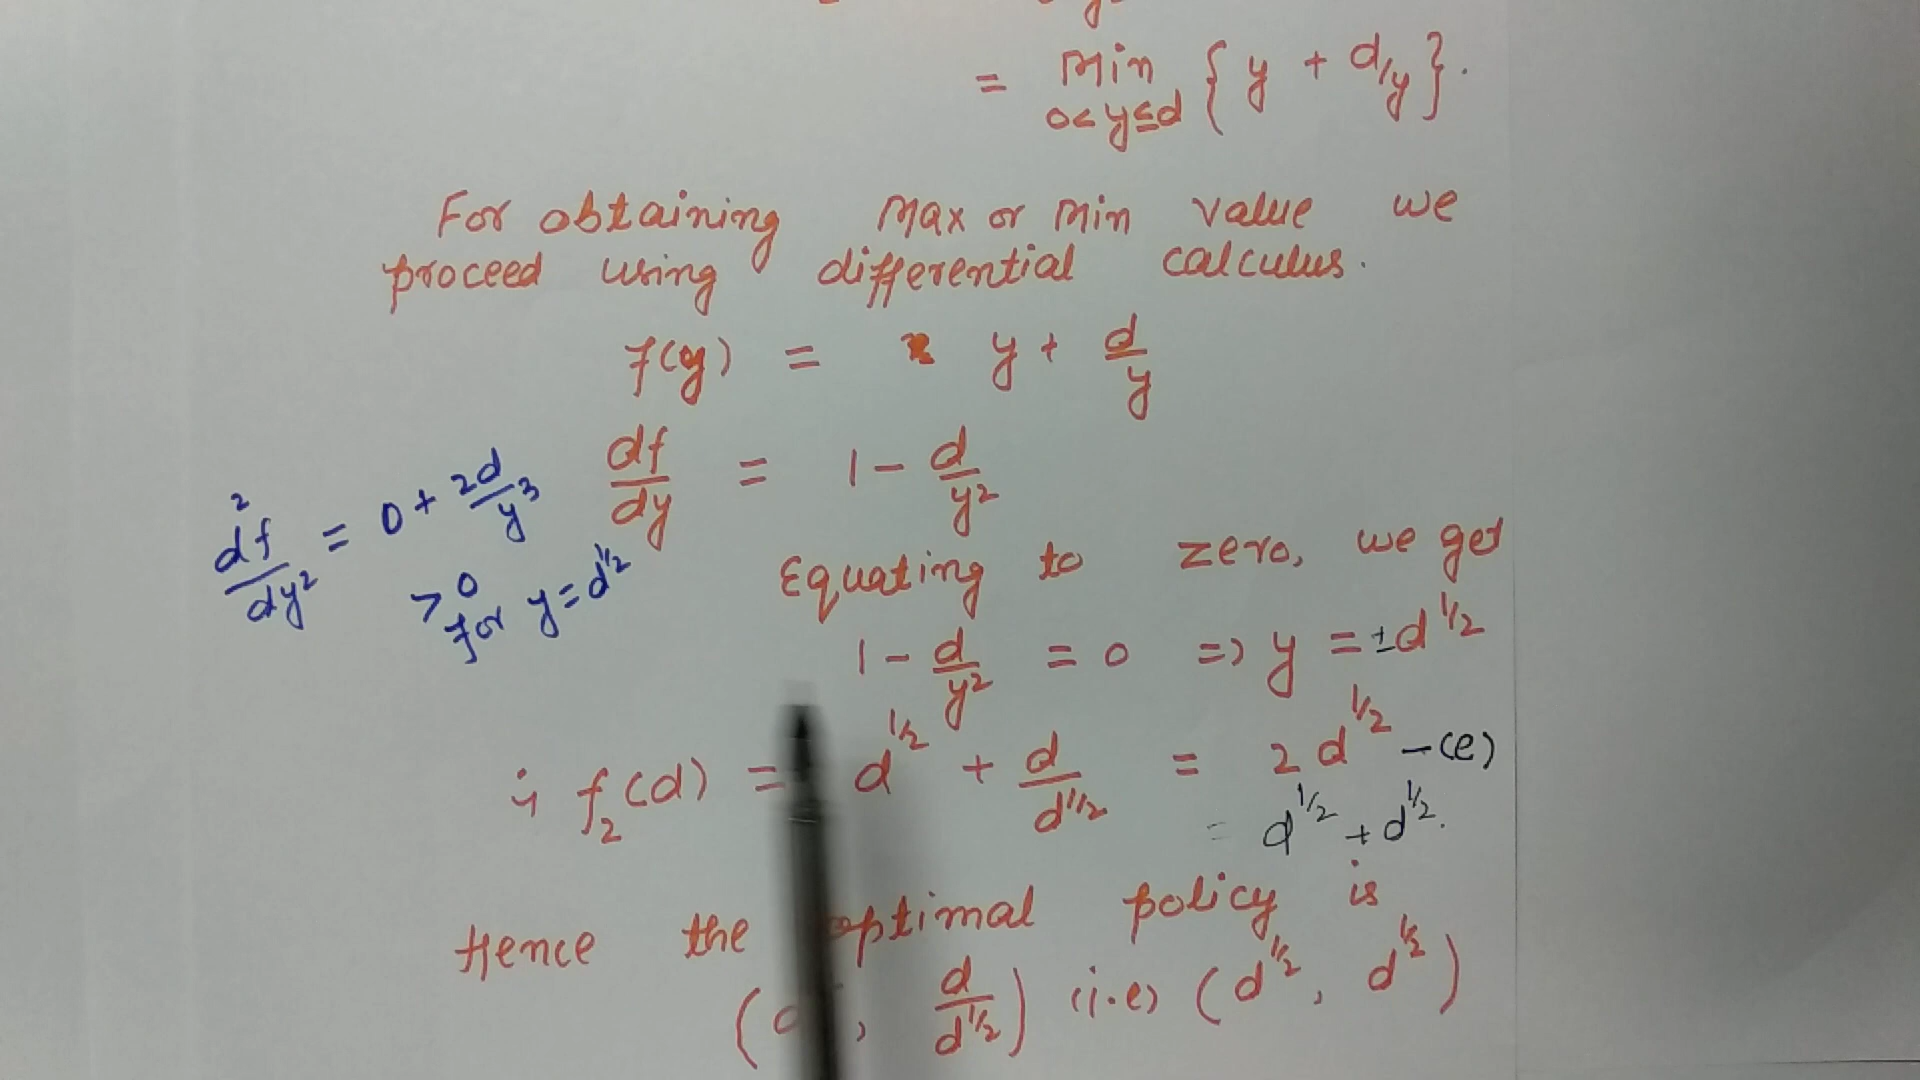 = Min { y + d/y }.
0<y≤d
For obtaining Max or Min value we
proceed using differential calculus.
f(y) = y + d/y
df/dy = 1 - d/y²
d²f/dy² = 0 + 2d/y³
>0
for y = d^1/2
Equating to zero, we get
1 - d/y² = 0 => y = ±d^1/2
f₂(d) = d^1/2 + d/d^1/2 = 2 d^1/2 -(e)
= d^1/2 + d^1/2.
Hence the optimal policy is
( , d/d^1/2) (i.e) (d^1/2, d^1/2)